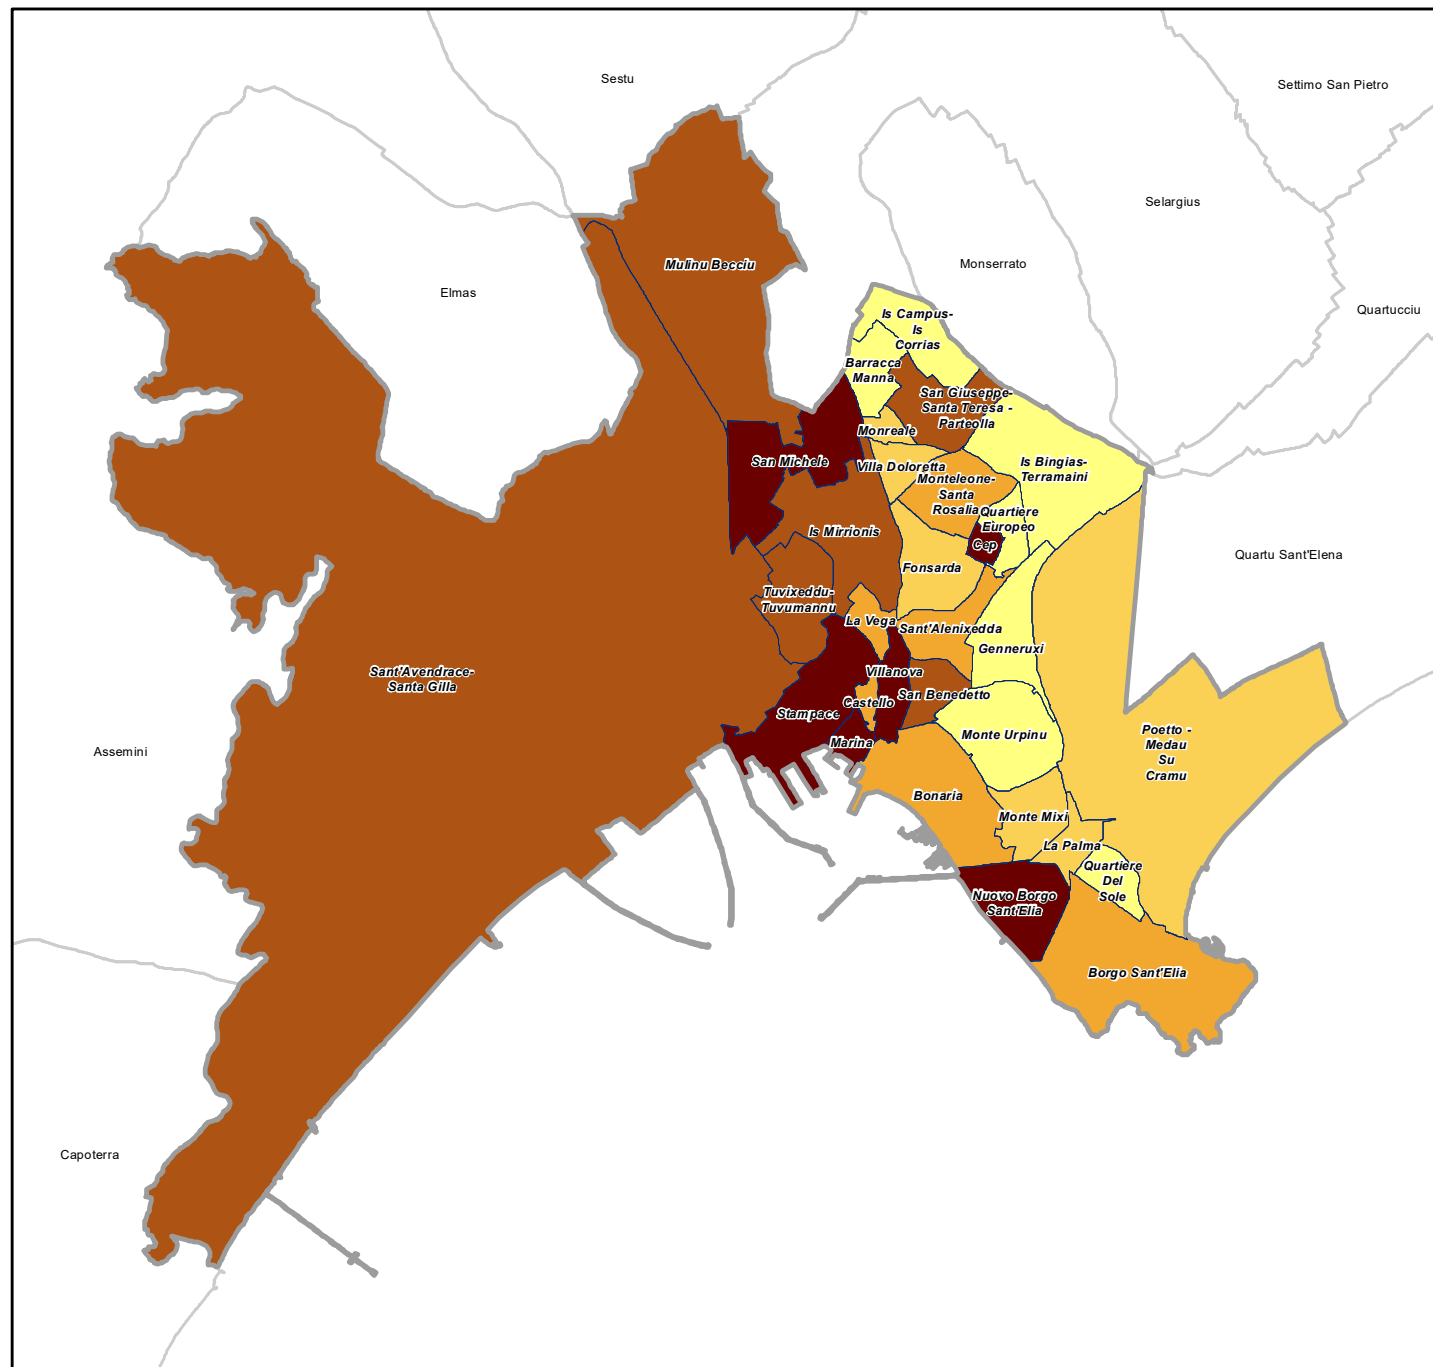 Sestu
Settimo San Pietro
Selargius
Monserrato
Mulinu Becciu
Elmas
Quartucciu
Is Campus-
Is
Corrias
Barracca
Manna
San Giuseppe-
Santa Teresa -
Parteolla
Monreale
San Michele
Villa Doloretta
Is Bingias-
Terramaini
Monteleone-
Santa
Rosalia
Quartiere
Europeo
Is Mirrionis
Cep
Quartu Sant'Elena
Fonsarda
Tuvixeddu-
Tuvumannu
La Vega
Sant'Alenixedda
Genneruxi
Sant'Avendrace-
Santa Gilla
Villanova
San Benedetto
Castello
Stampace
Marina
Monte Urpinu
Poetto -
Medau
Su
Cramu
Assemini
Bonaria
Monte Mixi
La Palma
Quartiere
Del
Sole
Nuovo Borgo
Sant'Elia
Borgo Sant'Elia
Capoterra